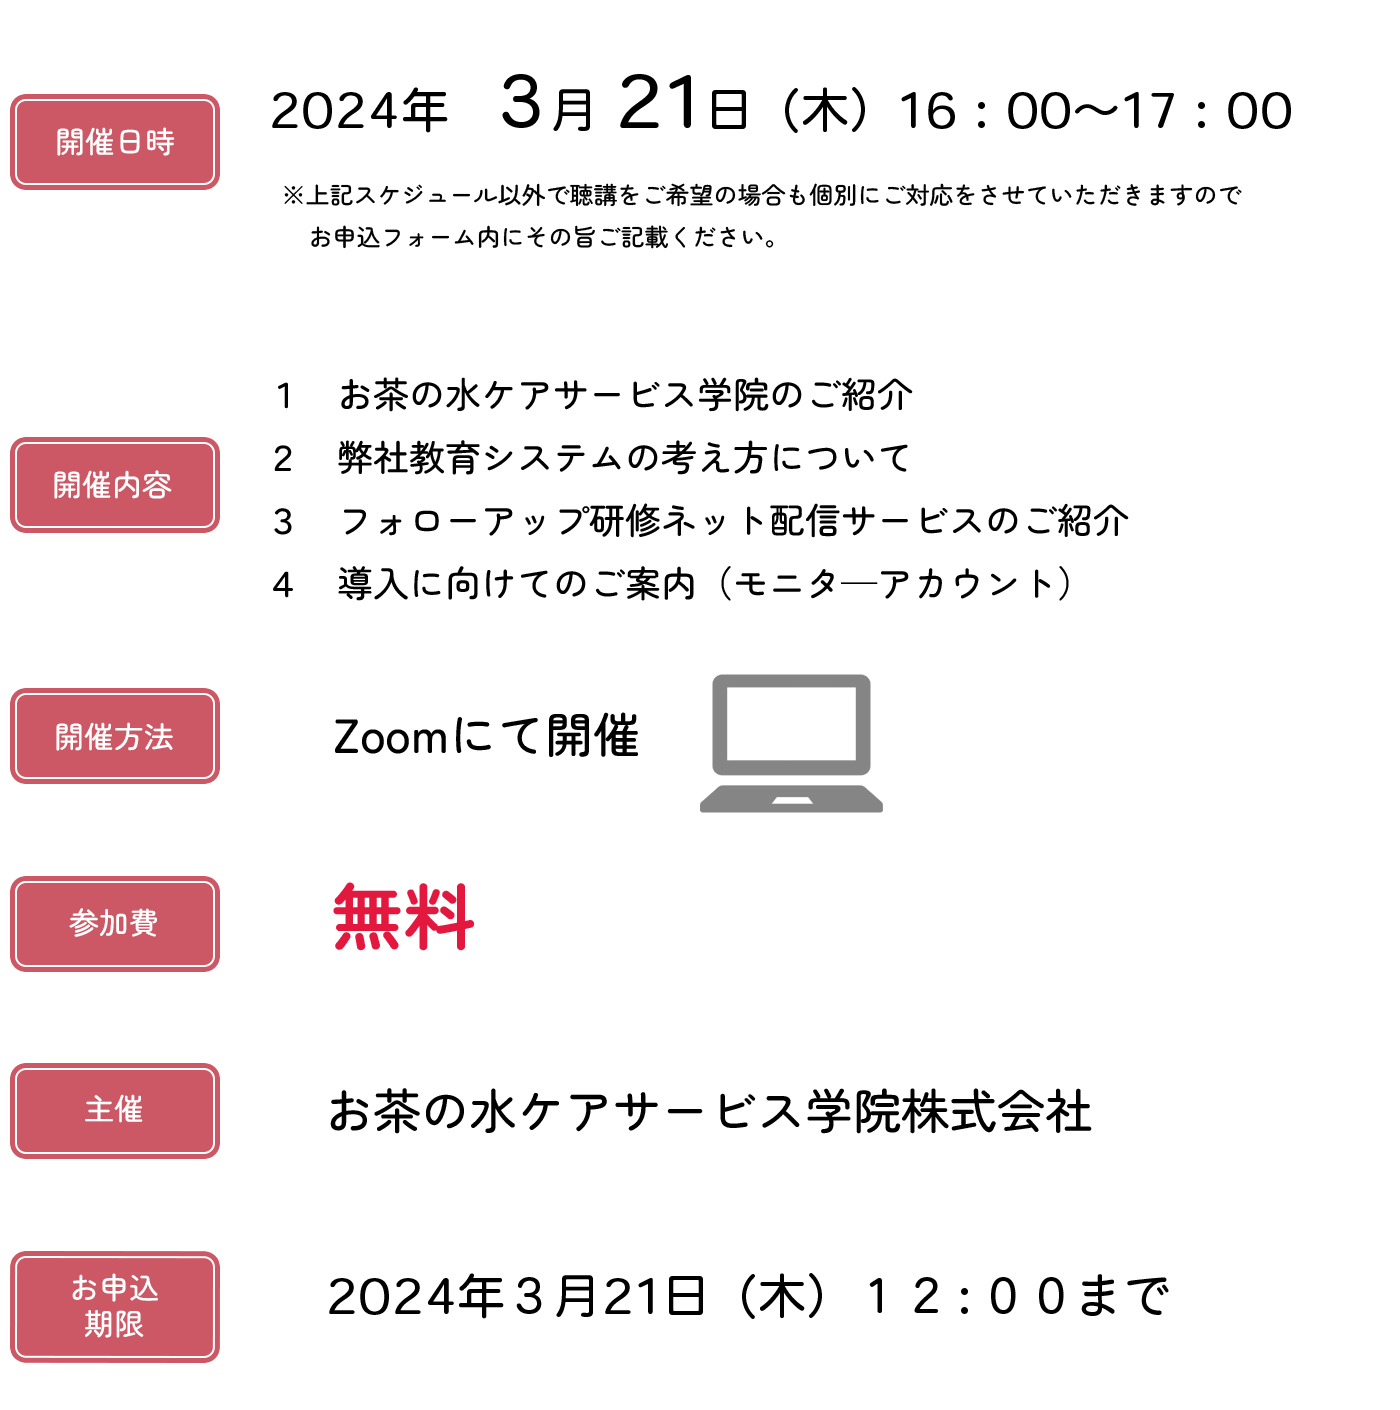 開催日時
2024年　3月 21日（木）16：00～17：00
※上記スケジュール以外で聴講をご希望の場合も個別にご対応をさせていただきますので
お申込フォーム内にその旨ご記載ください。
開催内容
1　お茶の水ケアサービス学院のご紹介
2　弊社教育システムの考え方について
3　フォローアップ研修ネット配信サービスのご紹介
4　導入に向けてのご案内（モニタ―アカウント）
開催方法
Zoomにて開催
参加費
無料
主催
お茶の水ケアサービス学院株式会社
お申込
期限
2024年３月21日（木）１２：００まで